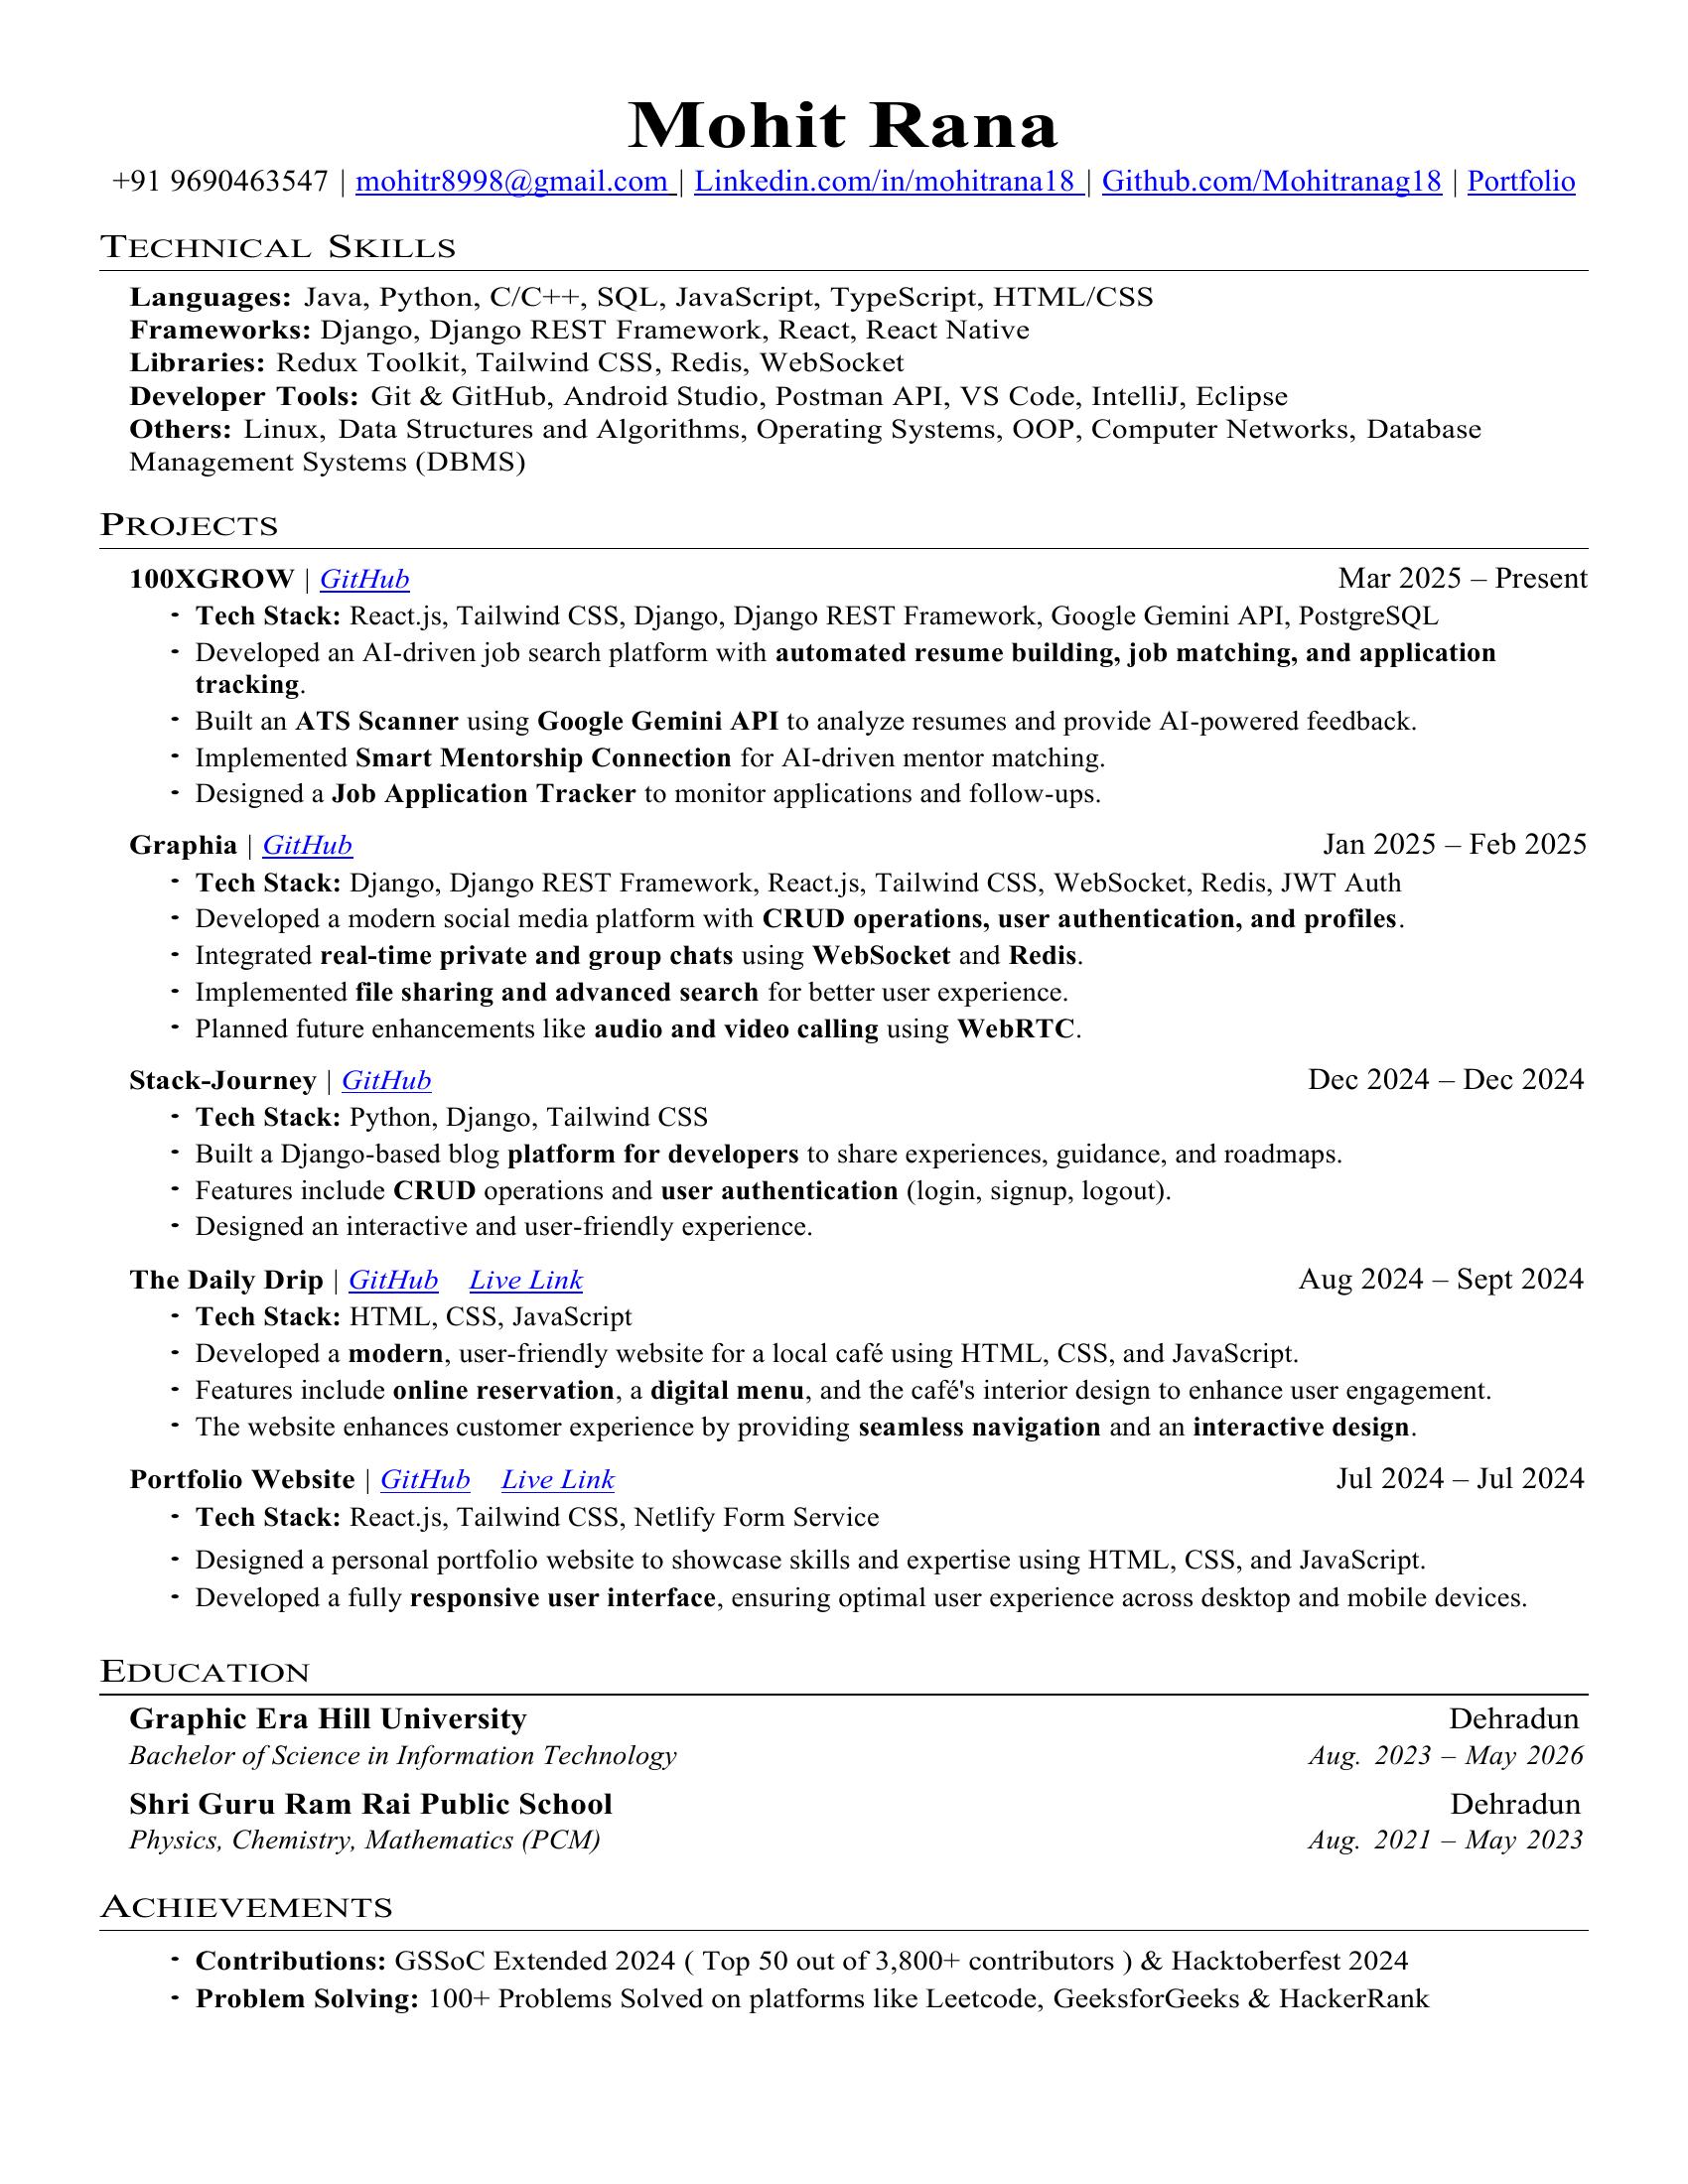 Mohit Rana
+91 9690463547 | mohitr8998@gmail.com | Linkedin.com/in/mohitrana18 | Github.com/Mohitranag18 | Portfolio
TECHNICAL SKILLS
Languages: Java, Python, C/C++, SQL, JavaScript, TypeScript, HTML/CSS
Frameworks: Django, Django REST Framework, React, React Native
Libraries: Redux Toolkit, Tailwind CSS, Redis, WebSocket
Developer Tools: Git & GitHub, Android Studio, Postman API, VS Code, IntelliJ, Eclipse
Others: Linux, Data Structures and Algorithms, Operating Systems, OOP, Computer Networks, Database
Management Systems (DBMS)
PROJECTS
100XGROW | GitHub Mar 2025 – Present
- Tech Stack: React.js, Tailwind CSS, Django, Django REST Framework, Google Gemini API, PostgreSQL
- Developed an AI-driven job search platform with automated resume building, job matching, and application
tracking.
- Built an ATS Scanner using Google Gemini API to analyze resumes and provide AI-powered feedback.
- Implemented Smart Mentorship Connection for AI-driven mentor matching.
- Designed a Job Application Tracker to monitor applications and follow-ups.
Graphia | GitHub Jan 2025 – Feb 2025
- Tech Stack: Django, Django REST Framework, React.js, Tailwind CSS, WebSocket, Redis, JWT Auth
- Developed a modern social media platform with CRUD operations, user authentication, and profiles.
- Integrated real-time private and group chats using WebSocket and Redis.
- Implemented file sharing and advanced search for better user experience.
- Planned future enhancements like audio and video calling using WebRTC.
Stack-Journey | GitHub Dec 2024 – Dec 2024
- Tech Stack: Python, Django, Tailwind CSS
- Built a Django-based blog platform for developers to share experiences, guidance, and roadmaps.
- Features include CRUD operations and user authentication (login, signup, logout).
- Designed an interactive and user-friendly experience.
The Daily Drip | GitHub Live Link Aug 2024 – Sept 2024
- Tech Stack: HTML, CSS, JavaScript
- Developed a modern, user-friendly website for a local café using HTML, CSS, and JavaScript.
- Features include online reservation, a digital menu, and the café's interior design to enhance user engagement.
- The website enhances customer experience by providing seamless navigation and an interactive design.
Portfolio Website | GitHub Live Link Jul 2024 – Jul 2024
- Tech Stack: React.js, Tailwind CSS, Netlify Form Service
- Designed a personal portfolio website to showcase skills and expertise using HTML, CSS, and JavaScript.
- Developed a fully responsive user interface, ensuring optimal user experience across desktop and mobile devices.
EDUCATION
Graphic Era Hill University Dehradun
Bachelor of Science in Information Technology Aug. 2023 – May 2026
Shri Guru Ram Rai Public School Dehradun
Physics, Chemistry, Mathematics (PCM) Aug. 2021 – May 2023
ACHIEVEMENTS
- Contributions: GSSoC Extended 2024 ( Top 50 out of 3,800+ contributors ) & Hacktoberfest 2024
- Problem Solving: 100+ Problems Solved on platforms like Leetcode, GeeksforGeeks & HackerRank